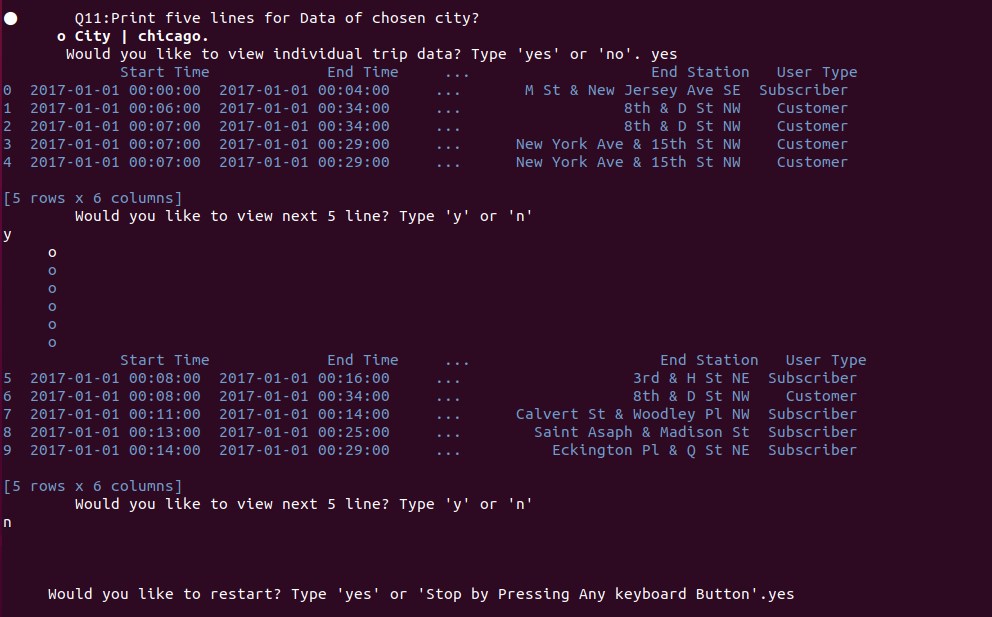 Q11:Print five lines for Data of chosen city?
o City | chicago.
Would you like to view individual trip data? Type 'yes' or 'no'. yes
Start Time End Time ... End Station User Type
0 2017-01-01 00:00:00 2017-01-01 00:04:00 ... M St & New Jersey Ave SE Subscriber
1 2017-01-01 00:06:00 2017-01-01 00:34:00 ... 8th & D St NW Customer
2 2017-01-01 00:07:00 2017-01-01 00:34:00 ... 8th & D St NW Customer
3 2017-01-01 00:07:00 2017-01-01 00:29:00 ... New York Ave & 15th St NW Customer
4 2017-01-01 00:07:00 2017-01-01 00:29:00 ... New York Ave & 15th St NW Customer
[5 rows x 6 columns]
Would you like to view next 5 line? Type 'y' or 'n'
y
o
o
o
o
o
o
Start Time End Time ... End Station User Type
5 2017-01-01 00:08:00 2017-01-01 00:16:00 ... 3rd & H St NE Subscriber
6 2017-01-01 00:08:00 2017-01-01 00:34:00 ... 8th & D St NW Customer
7 2017-01-01 00:11:00 2017-01-01 00:14:00 ... Calvert St & Woodley Pl NW Subscriber
8 2017-01-01 00:13:00 2017-01-01 00:25:00 ... Saint Asaph & Madison St Subscriber
9 2017-01-01 00:14:00 2017-01-01 00:29:00 ... Eckington Pl & Q St NE Subscriber
[5 rows x 6 columns]
Would you like to view next 5 line? Type 'y' or 'n'
n
Would you like to restart? Type 'yes' or 'Stop by Pressing Any keyboard Button'.yes